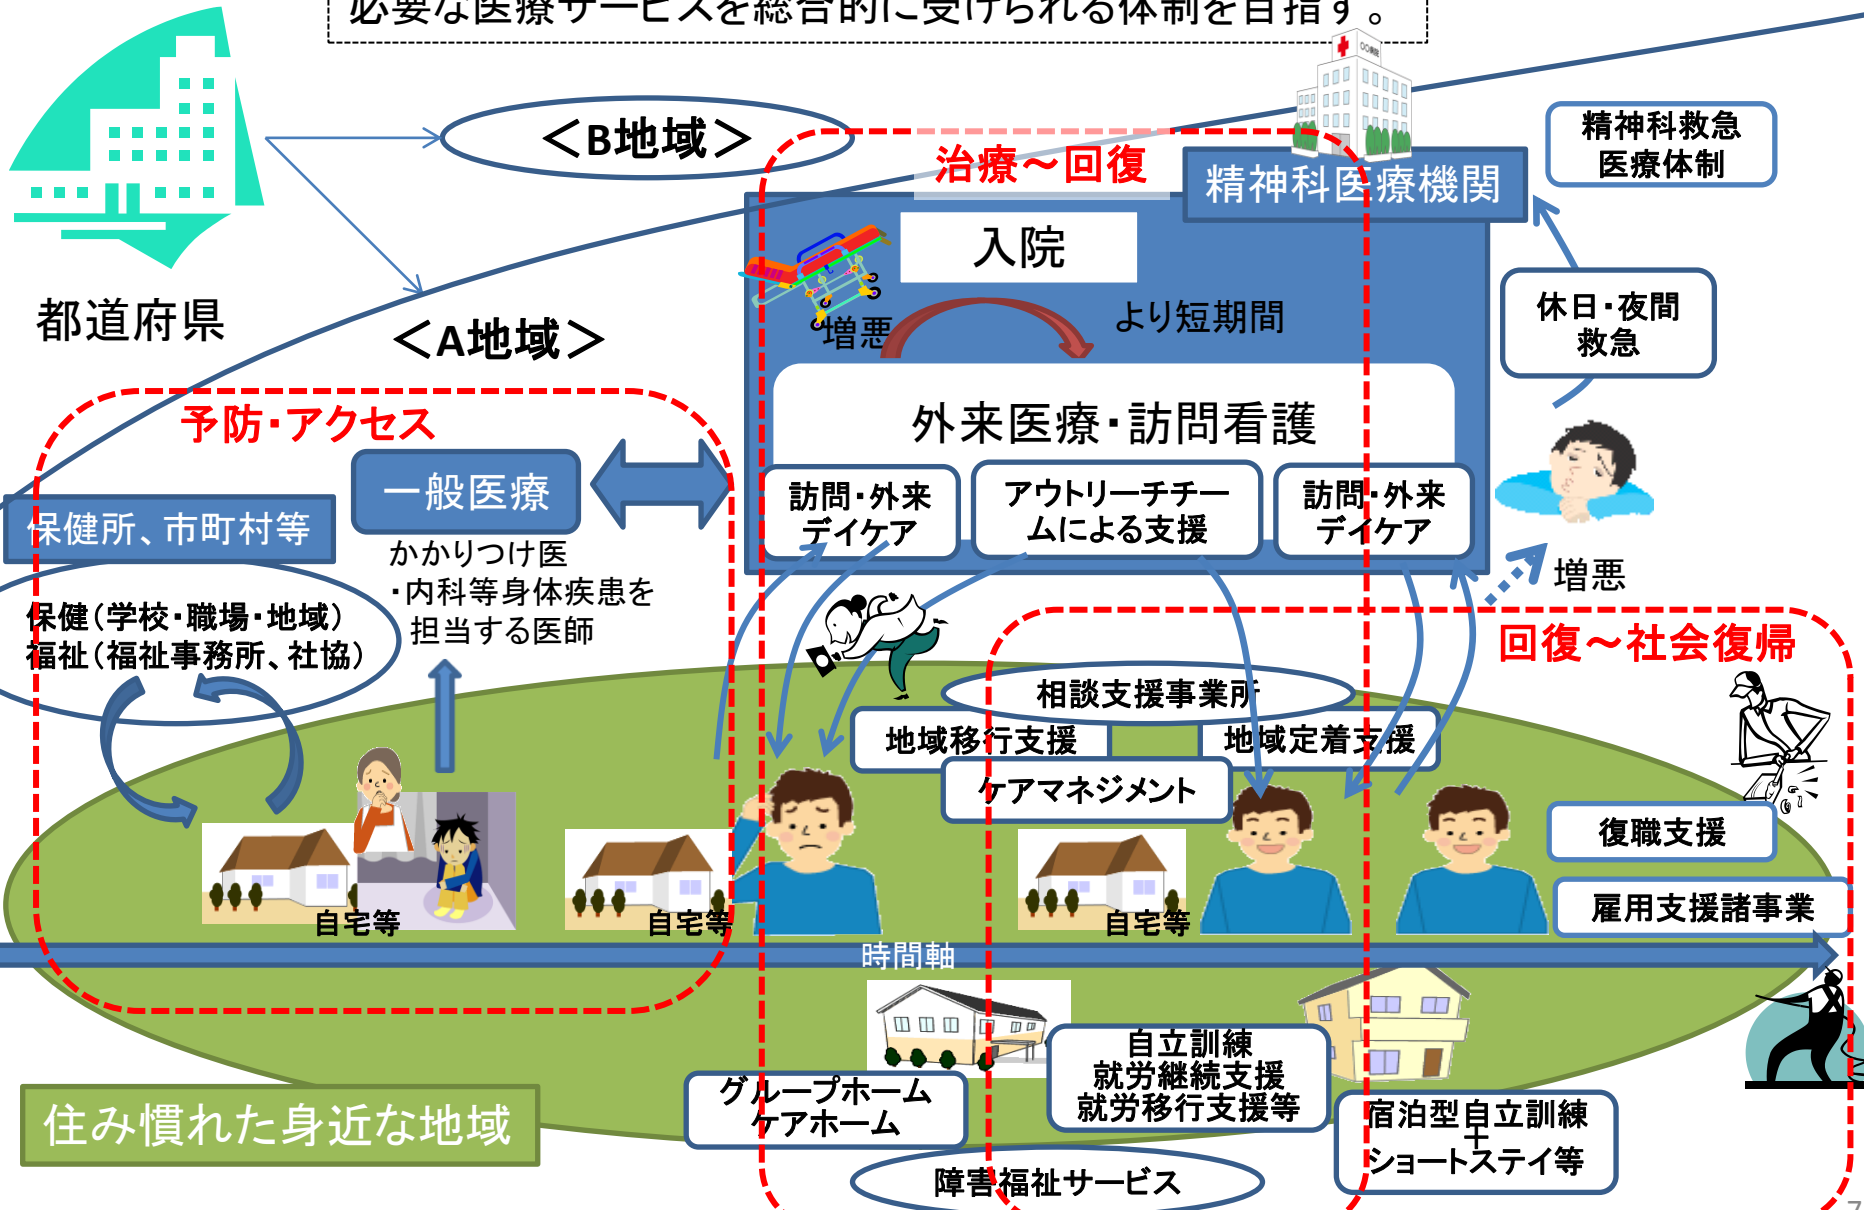 必要な医療サービスを総合的に受けられる体制を目指す。
〇〇病院
精神科救急
医療体制
＜B地域＞
治療～回復
精神科医療機関
入院
都道府県
休日・夜間
救急
増悪
より短期間
＜A地域＞
予防・アクセス
外来医療・訪問看護
一般医療
訪問・外来
デイケア
アウトリーチチー
ムによる支援
訪問・外来
デイケア
保健所、市町村等
かかりつけ医
・内科等身体疾患を
担当する医師
増悪
保健（学校・職場・地域）
福祉（福祉事務所、社協）
回復～社会復帰
相談支援事業所
地域移行支援
地域定着支援
ケアマネジメント
復職支援
雇用支援諸事業
自宅等
自宅等
自宅等
時間軸
自立訓練
就労継続支援
就労移行支援等
グループホーム
ケアホーム
宿泊型自立訓練
＋
ショートステイ等
住み慣れた身近な地域
障害福祉サービス
7